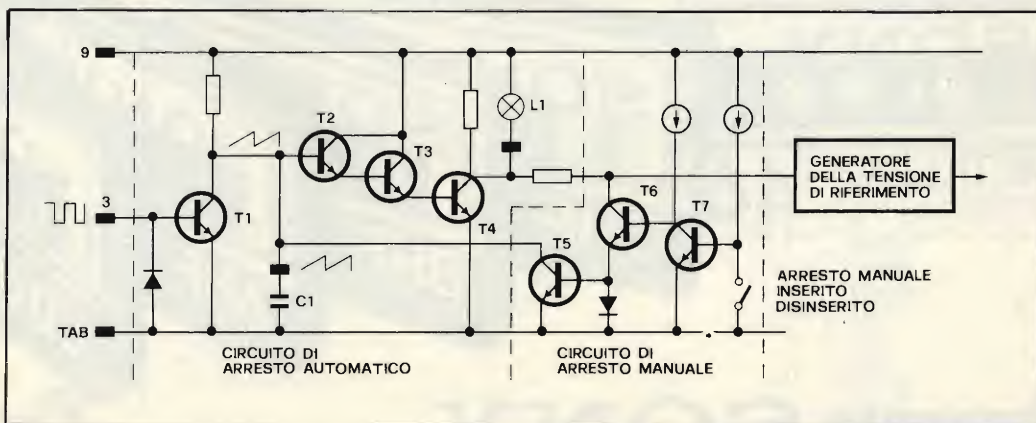 9
L1
T2
T3
T6
T7
GENERATORE
DELLA TENSIONE
DI RIFERIMENTO
3
T1
T4
T5
C1
ARRESTO MANUALE
INSERITO
DISINSERITO
TAB
CIRCUITO DI
ARRESTO AUTOMATICO
CIRCUITO DI
ARRESTO MANUALE